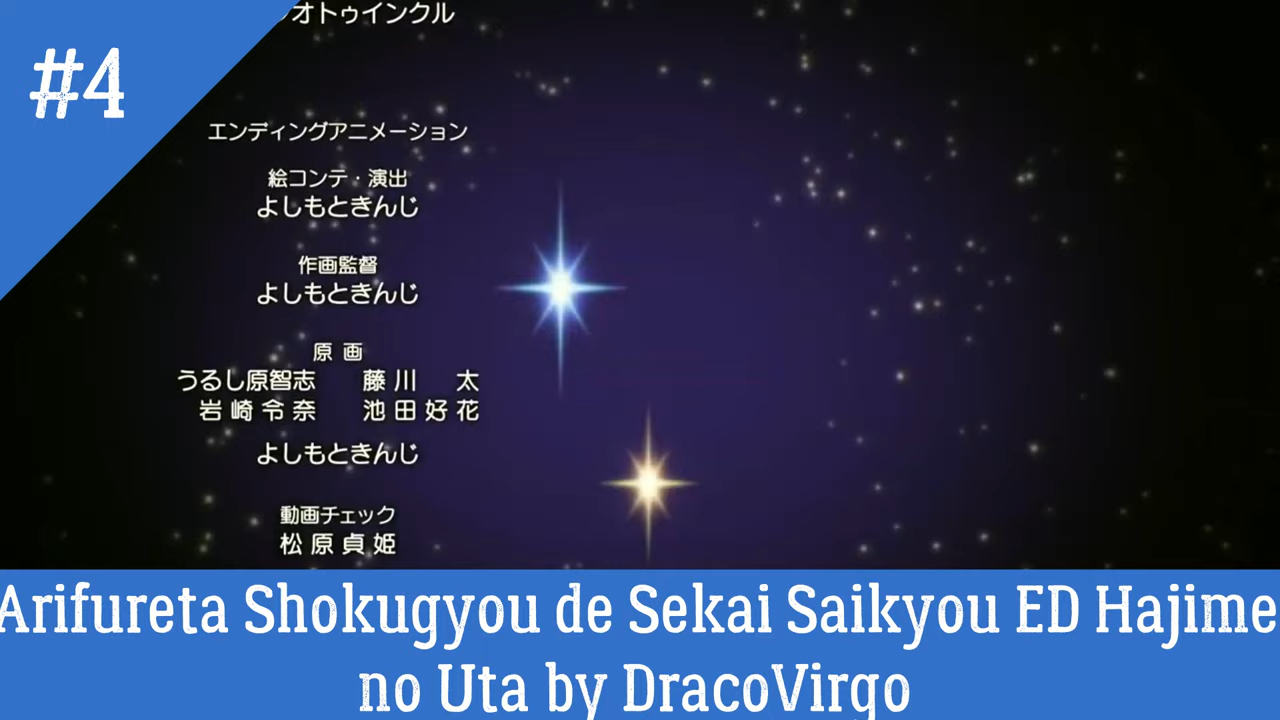 #4
オトゥインクル
エンディングアニメーション
絵コンテ・演出
よしもときんじ
作画監督
よしもときんじ
原画
うるし原智志 藤川 太
岩崎令奈 池田好花
よしもときんじ
動画チェック
松原貞姫
Arifureta Shokugyou de Sekai Saikyou ED Hajime
no Uta by DracoVirgo